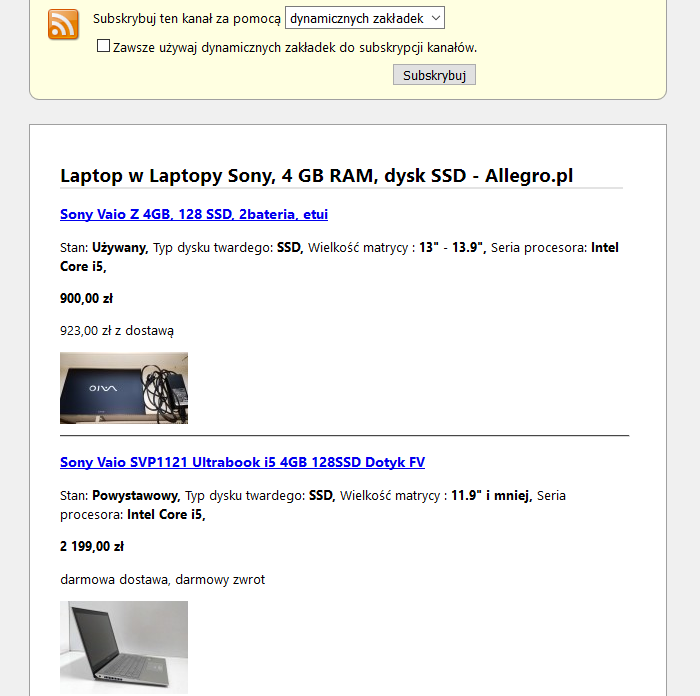 Subskrybuj ten kanał za pomocą dynamicznych zakładek
Zawsze używaj dynamicznych zakładek do subskrypcji kanałów.
Subskrybuj
Laptop w Laptopy Sony, 4 GB RAM, dysk SSD - Allegro.pl
Sony Vaio Z 4GB, 128 SSD, 2bateria, etui
Stan: Używany, Typ dysku twardego: SSD, Wielkość matrycy : 13" - 13.9", Seria procesora: Intel
Core i5,
900,00 zł
923,00 zł z dostawą
VAIO
Sony Vaio SVP1121 Ultrabook i5 4GB 128SSD Dotyk FV
Stan: Powystawowy, Typ dysku twardego: SSD, Wielkość matrycy : 11.9" i mniej, Seria
procesora: Intel Core i5,
2 199,00 zł
darmowa dostawa, darmowy zwrot